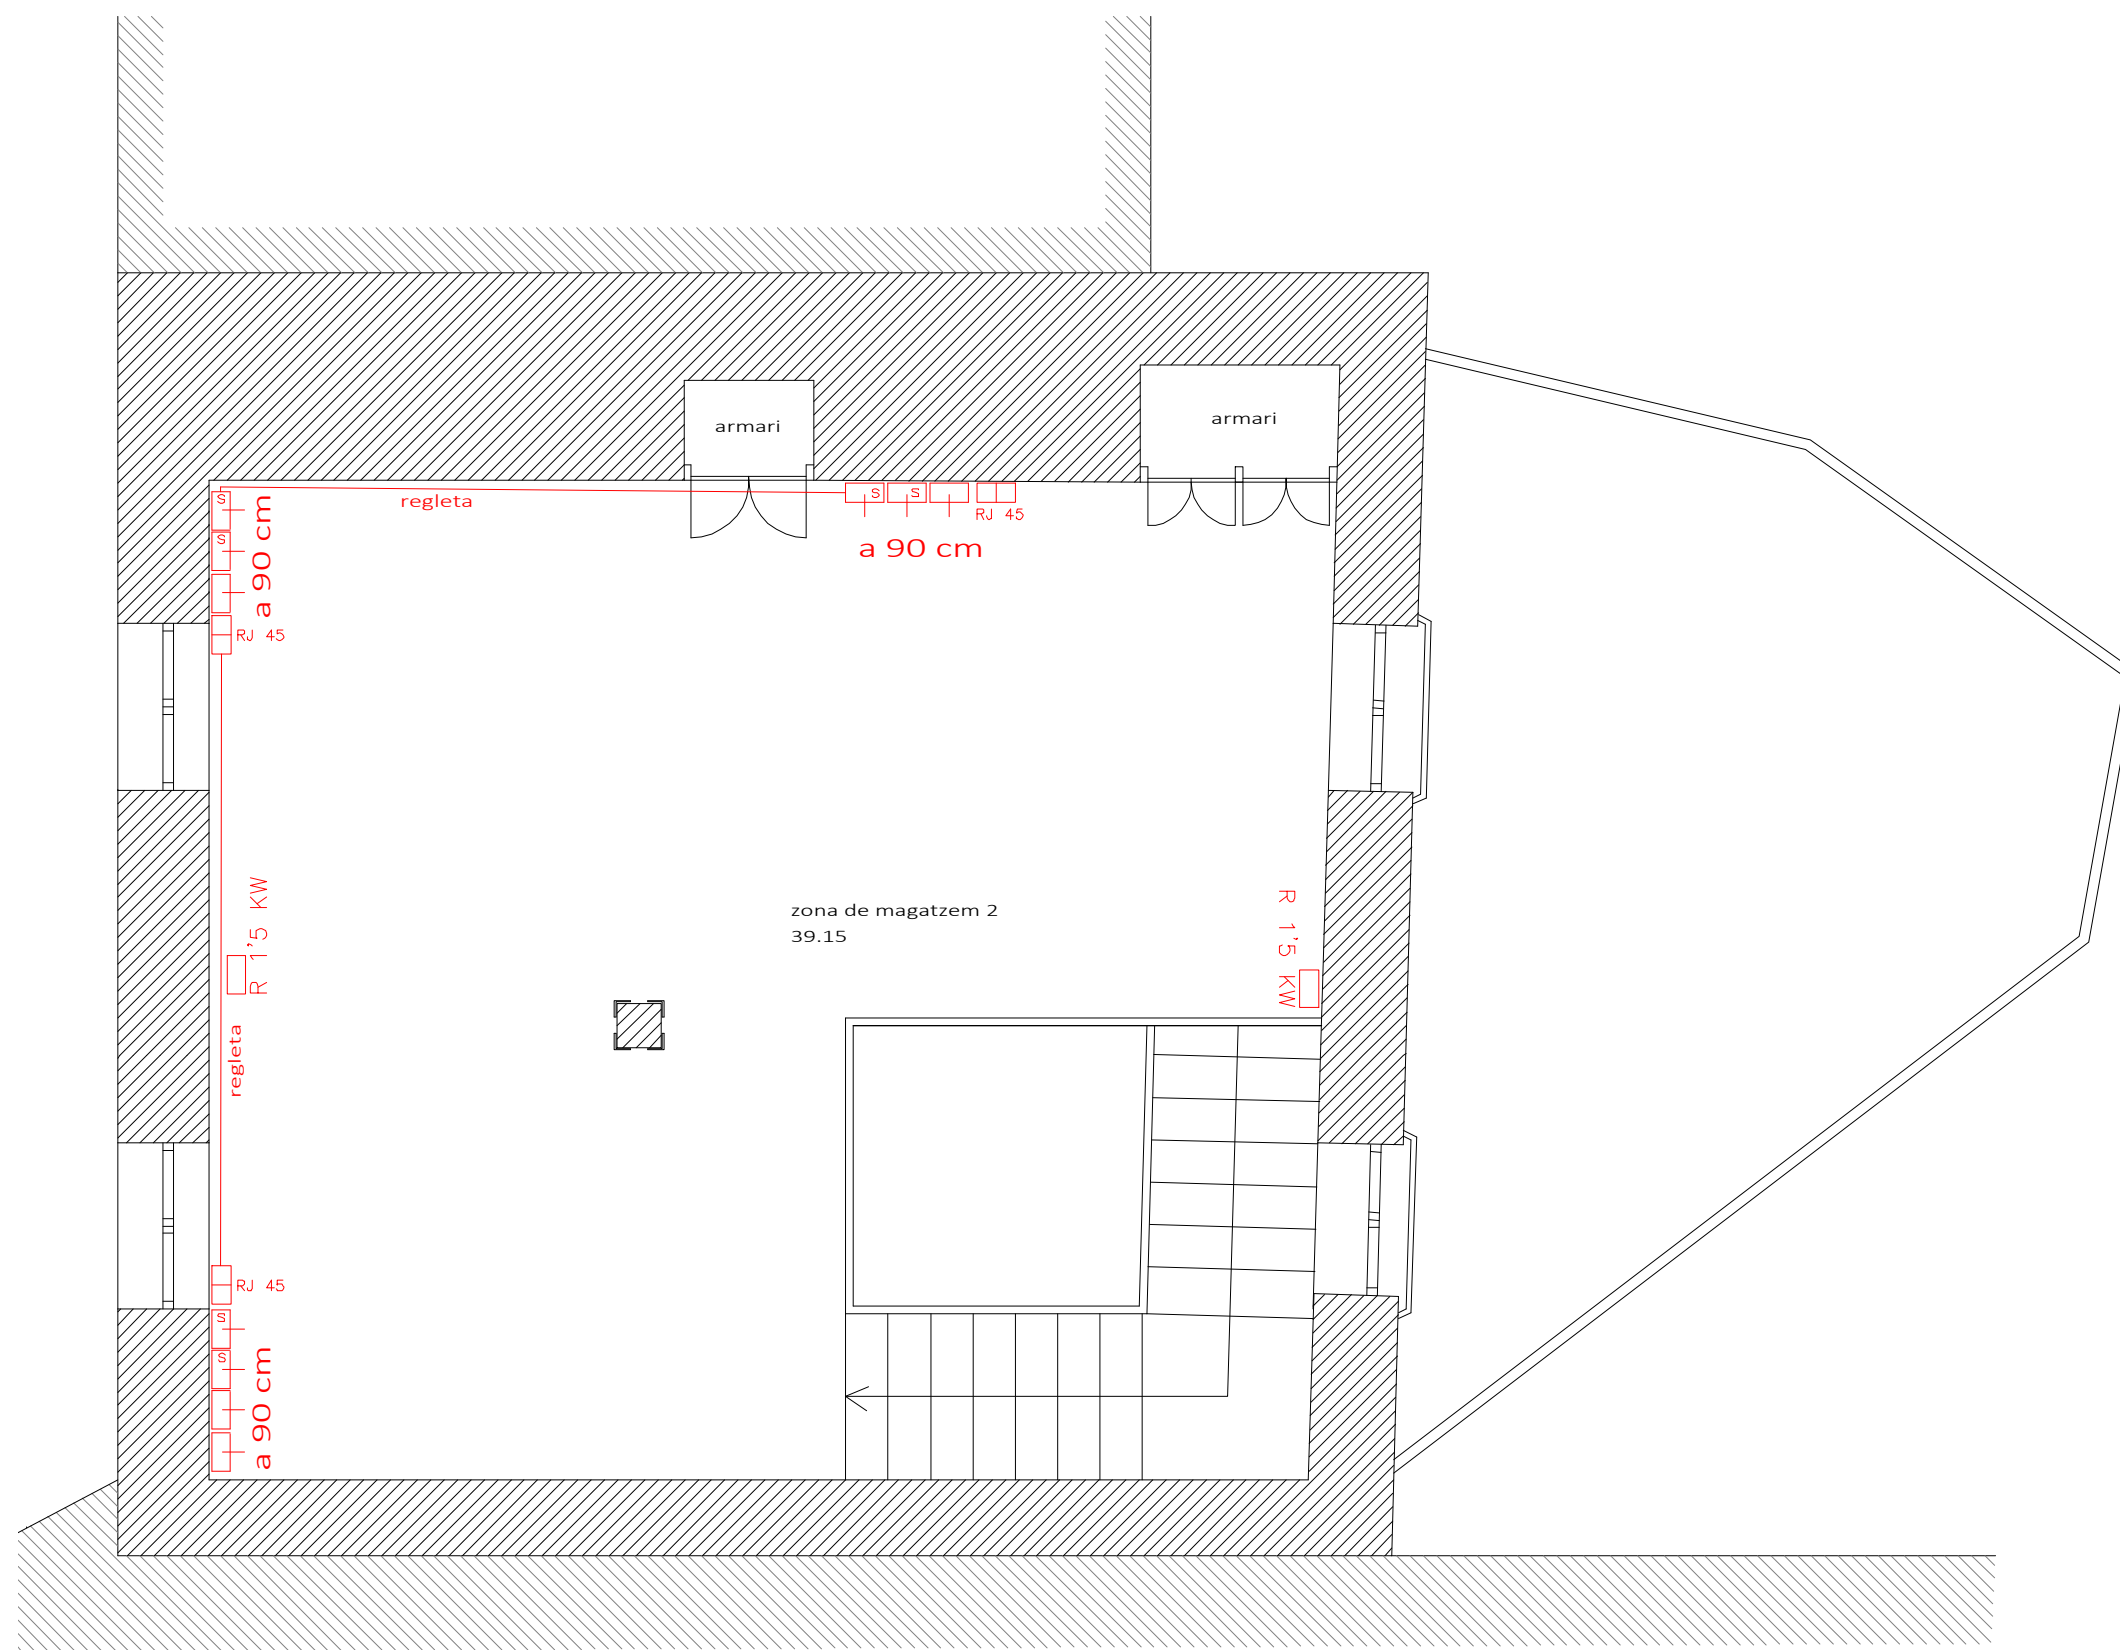 armari
armari
S
regleta
S
S
RJ 45
a 90 cm
S
a 90 cm
RJ 45
R 1'5 KW
zona de magatzem 2
39.15
R 1'5 KW
regleta
RJ 45
S
S
a 90 cm